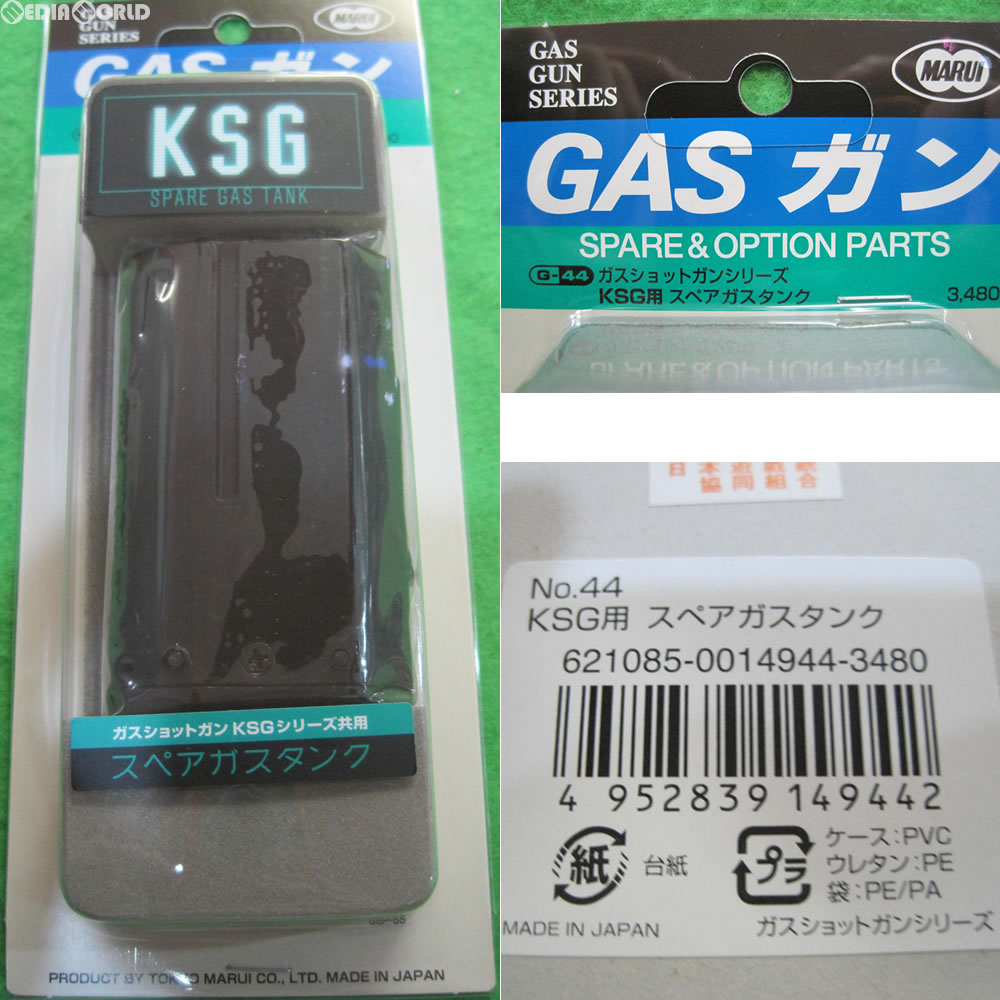 MEDIAWORLD
GAS
GUN
SERIES
MARUI
GAS ガン
KSG
SPARE GAS TANK
ガスショットガン KSGシリーズ共用
スペアガスタンク
GSP-65
PRODUCT BY TOKYO MARUI CO., LTD. MADE IN JAPAN
GAS
GUN
SERIES
MARUI
GAS ガン
SPARE & OPTION PARTS
G-44 ガスショットガンシリーズ
KSG用 スペアガスタンク 3,480
SPARE & OPTION PARTS
日本遊戯銃
協同組合
No.44
KSG用 スペアガスタンク
621085-0014944-3480
4 952839 149442
紙 台紙
プラ
ケース:PVC
ウレタン:PE
袋:PE/PA
MADE IN JAPAN ガスショットガンシリーズ